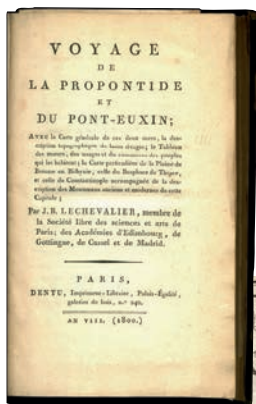 VOYAGE
DE
LA PROPONTIDE
ET
DU PONT-EUXIN;
AVEC la Carte générale de ces deux mers, la des-
cription topographique de leurs rivages; le Tableau
des mœurs, des usages et du commerce des peuples
qui les habitent; la Carte particulière de la Plaine de
Brousse en Bithynie, celle du Bosphore de Thrace,
et celle de Constantinople accompagnée de la des-
cription des Monumens anciens et modernes de cette
Capitale;
Par J. B. LECHEVALIER, membre de
la Société libre des sciences et arts de
Paris; des Académies d'Edimbourg, de
Gottingue, de Cassel et de Madrid.
PARIS,
DENTU, Imprimeur-Libraire, Palais-Égalité,
galeries de bois, n.º 240.
AN VIII. (1800.)